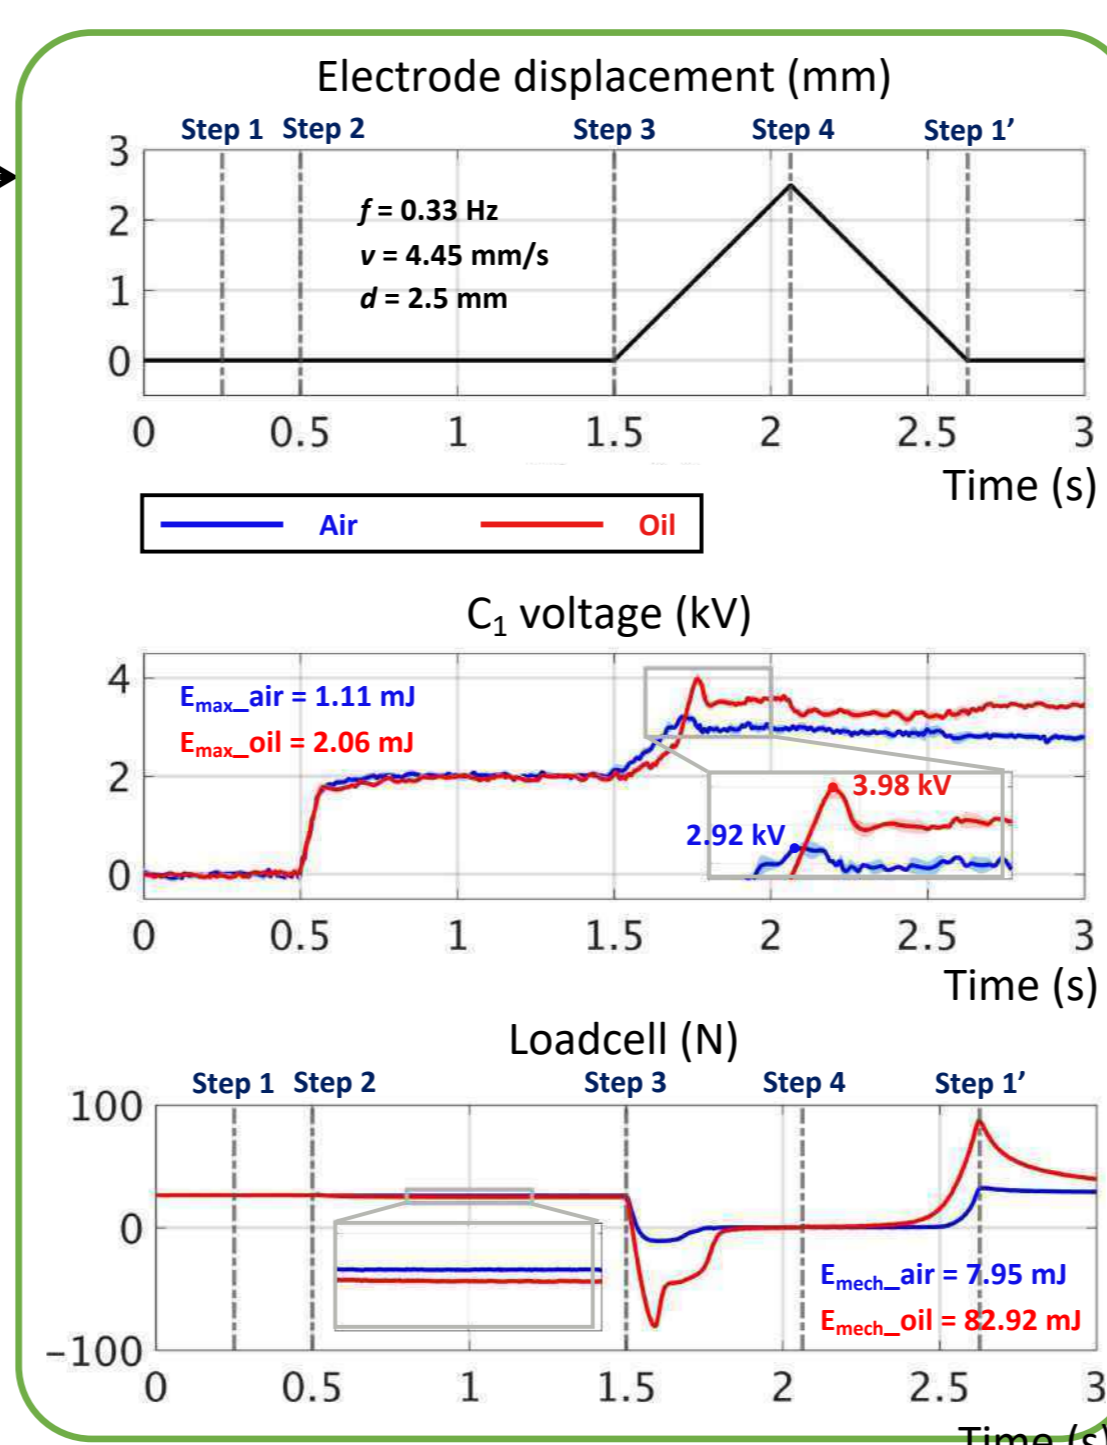 Electrode displacement (mm)
Step 1 Step 2 Step 3 Step 4 Step 1’
3
2
1
0
f = 0.33 Hz
v = 4.45 mm/s
d = 2.5 mm
0 0.5 1 1.5 2 2.5 3
Time (s)
Air Oil
C₁ voltage (kV)
4
2
0
Eₘₐₓ_air = 1.11 mJ
Eₘₐₓ_oil = 2.06 mJ
3.98 kV
2.92 kV
0 0.5 1 1.5 2 2.5 3
Time (s)
Loadcell (N)
Step 1 Step 2 Step 3 Step 4 Step 1’
100
0
−100
E_mech_air = 7.95 mJ
E_mech_oil = 82.92 mJ
0 0.5 1 1.5 2 2.5 3
Time (s)